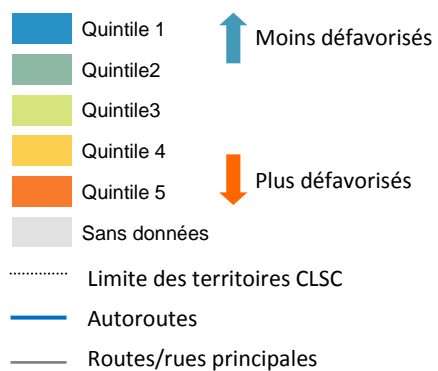 Quintile 1
Moins défavorisés
Quintile2
Quintile3
Quintile 4
Quintile 5
Plus défavorisés
Sans données
Limite des territoires CLSC
Autoroutes
Routes/rues principales